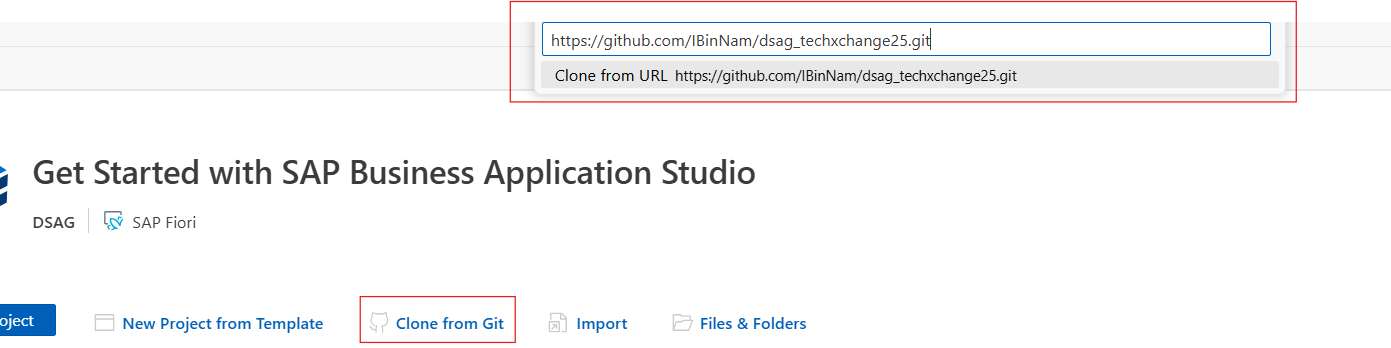 https://github.com/IBinNam/dsag_techxchange25.git
Clone from URL https://github.com/IBinNam/dsag_techxchange25.git
Get Started with SAP Business Application Studio
DSAG SAP Fiori
oject New Project from Template Clone from Git Import Files & Folders